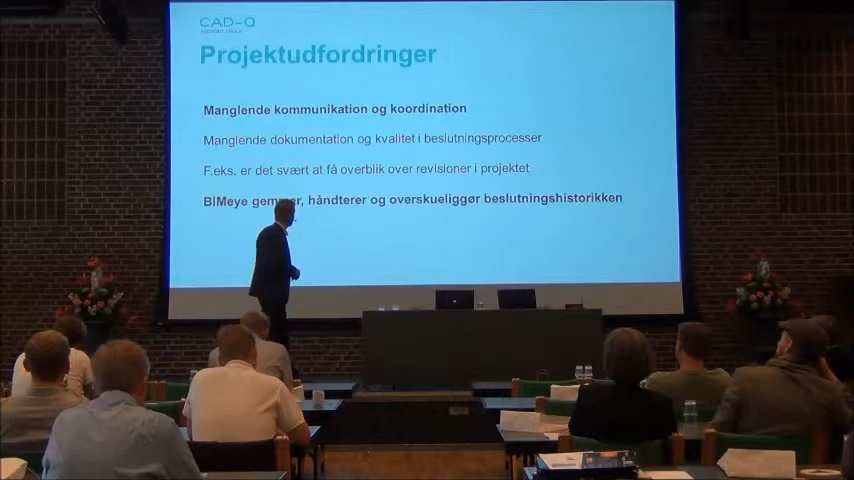 CAD-Q
Projektudfordringer
Manglende kommunikation og koordination
Manglende dokumentation og kvalitet i beslutningsprocesser
F.eks. er det svært at få overblik over revisioner i projektet
BIMeye håndterer og overskueliggør beslutningshistorikken